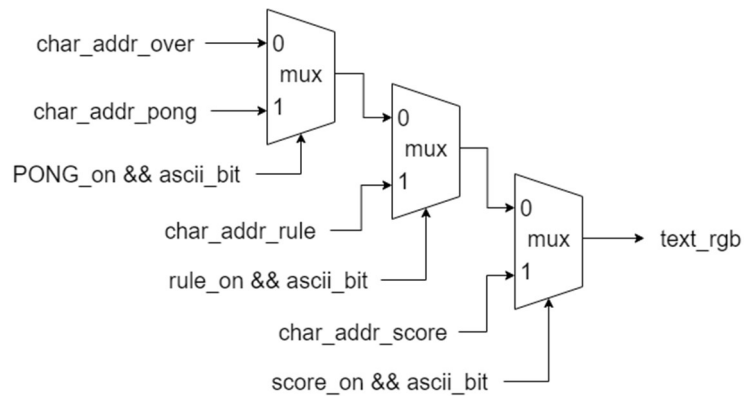 char_addr_over
0
mux
char_addr_pong
1
PONG_on && ascii_bit
0
mux
1
char_addr_rule
rule_on && ascii_bit
0
mux
text_rgb
1
char_addr_score
score_on && ascii_bit